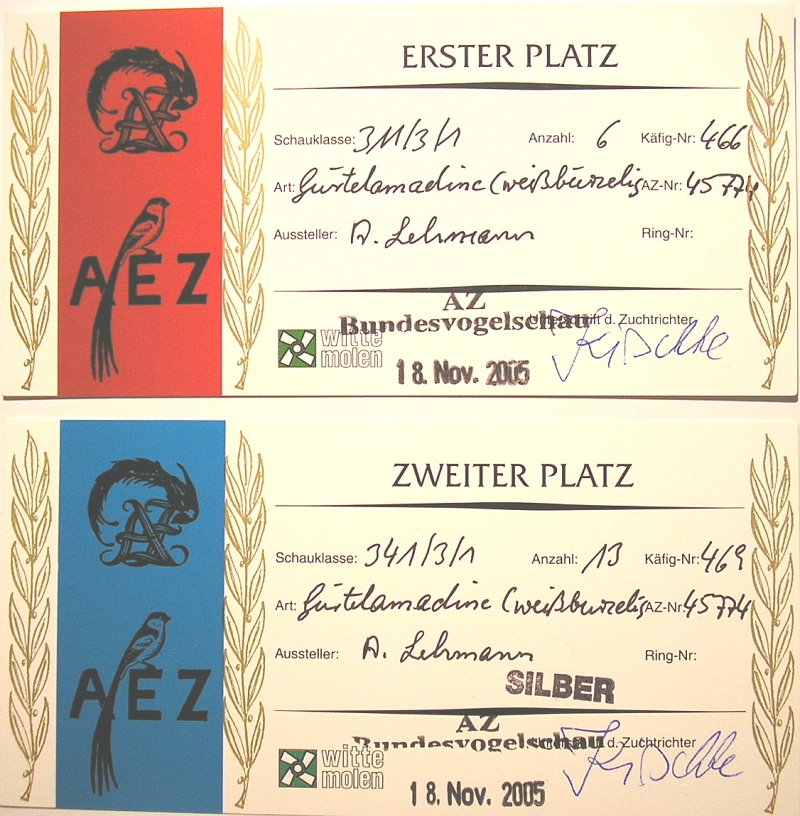 AZ
AEZ
ERSTER PLATZ
Schauklasse: 311/3/1 Anzahl: 6 Käfig-Nr: 466
Art: Gürtelamadine (weißbürzelig AZ-Nr: 45774
Aussteller: A. Lehmann Ring-Nr:
AZ
Bundesvogelschau
Unterschrift d. Zuchtrichter
witte
molen
18. Nov. 2005
AZ
AEZ
ZWEITER PLATZ
Schauklasse: 341/3/1 Anzahl: 13 Käfig-Nr: 469
Art: Gürtelamadine (weißbürzelig AZ-Nr: 45774
Aussteller: A. Lehmann Ring-Nr:
SILBER
AZ
Bundesvogelschau
Unterschrift d. Zuchtrichter
witte
molen
18. Nov. 2005